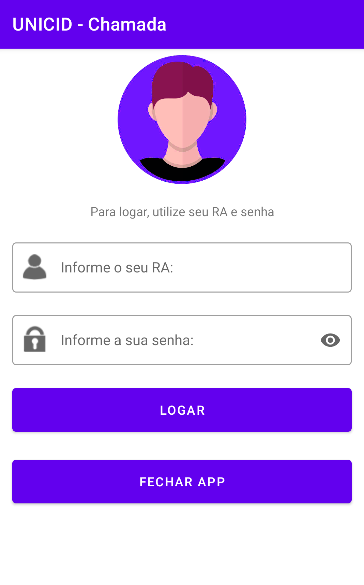 UNICID - Chamada
Para logar, utilize seu RA e senha
Informe o seu RA:
Informe a sua senha:
LOGAR
FECHAR APP